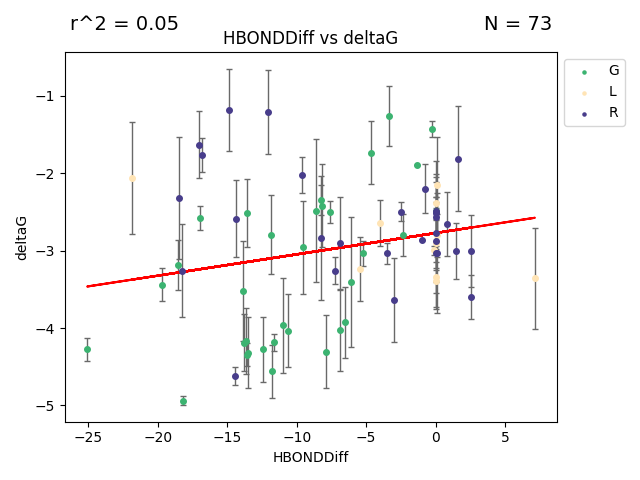 r^2 = 0.05
N = 73
HBONDDiff vs deltaG
G
L
R
−1
−2
−3
−4
−5
deltaG
−25 −20 −15 −10 −5 0 5
HBONDDiff